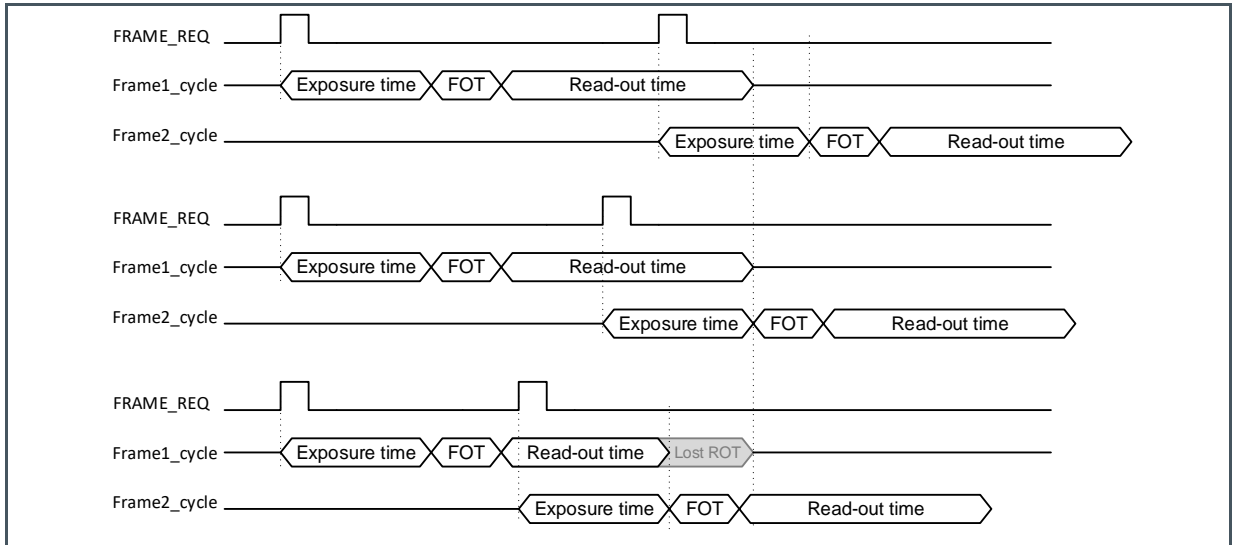 FRAME_REQ
Frame1_cycle Exposure time FOT Read-out time
Frame2_cycle Exposure time FOT Read-out time
FRAME_REQ
Frame1_cycle Exposure time FOT Read-out time
Frame2_cycle Exposure time FOT Read-out time
FRAME_REQ
Frame1_cycle Exposure time FOT Read-out time Lost ROT
Frame2_cycle Exposure time FOT Read-out time